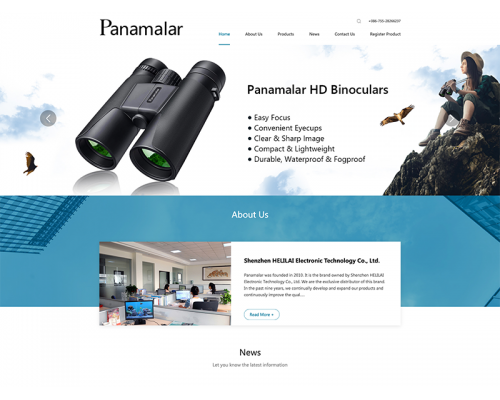 Panamalar
+086-755-28260237
Home
About Us
Products
News
Contact Us
Register Product
Panamalar HD Binoculars
● Easy Focus
● Convenient Eyecups
● Clear & Sharp Image
● Compact & Lightweight
● Durable, Waterproof & Fogproof
About Us
Shenzhen HELILAI Electronic Technology Co., Ltd.
Panamalar was founded in 2010. It is the brand owned by Shenzhen HELILAI
Electronic Technology Co., Ltd. We are the exclusive distributor of this brand.
In the past nine years, we continually develop and expand our products and
continuously improve the qual....
Read More +
News
Let you know the latest information